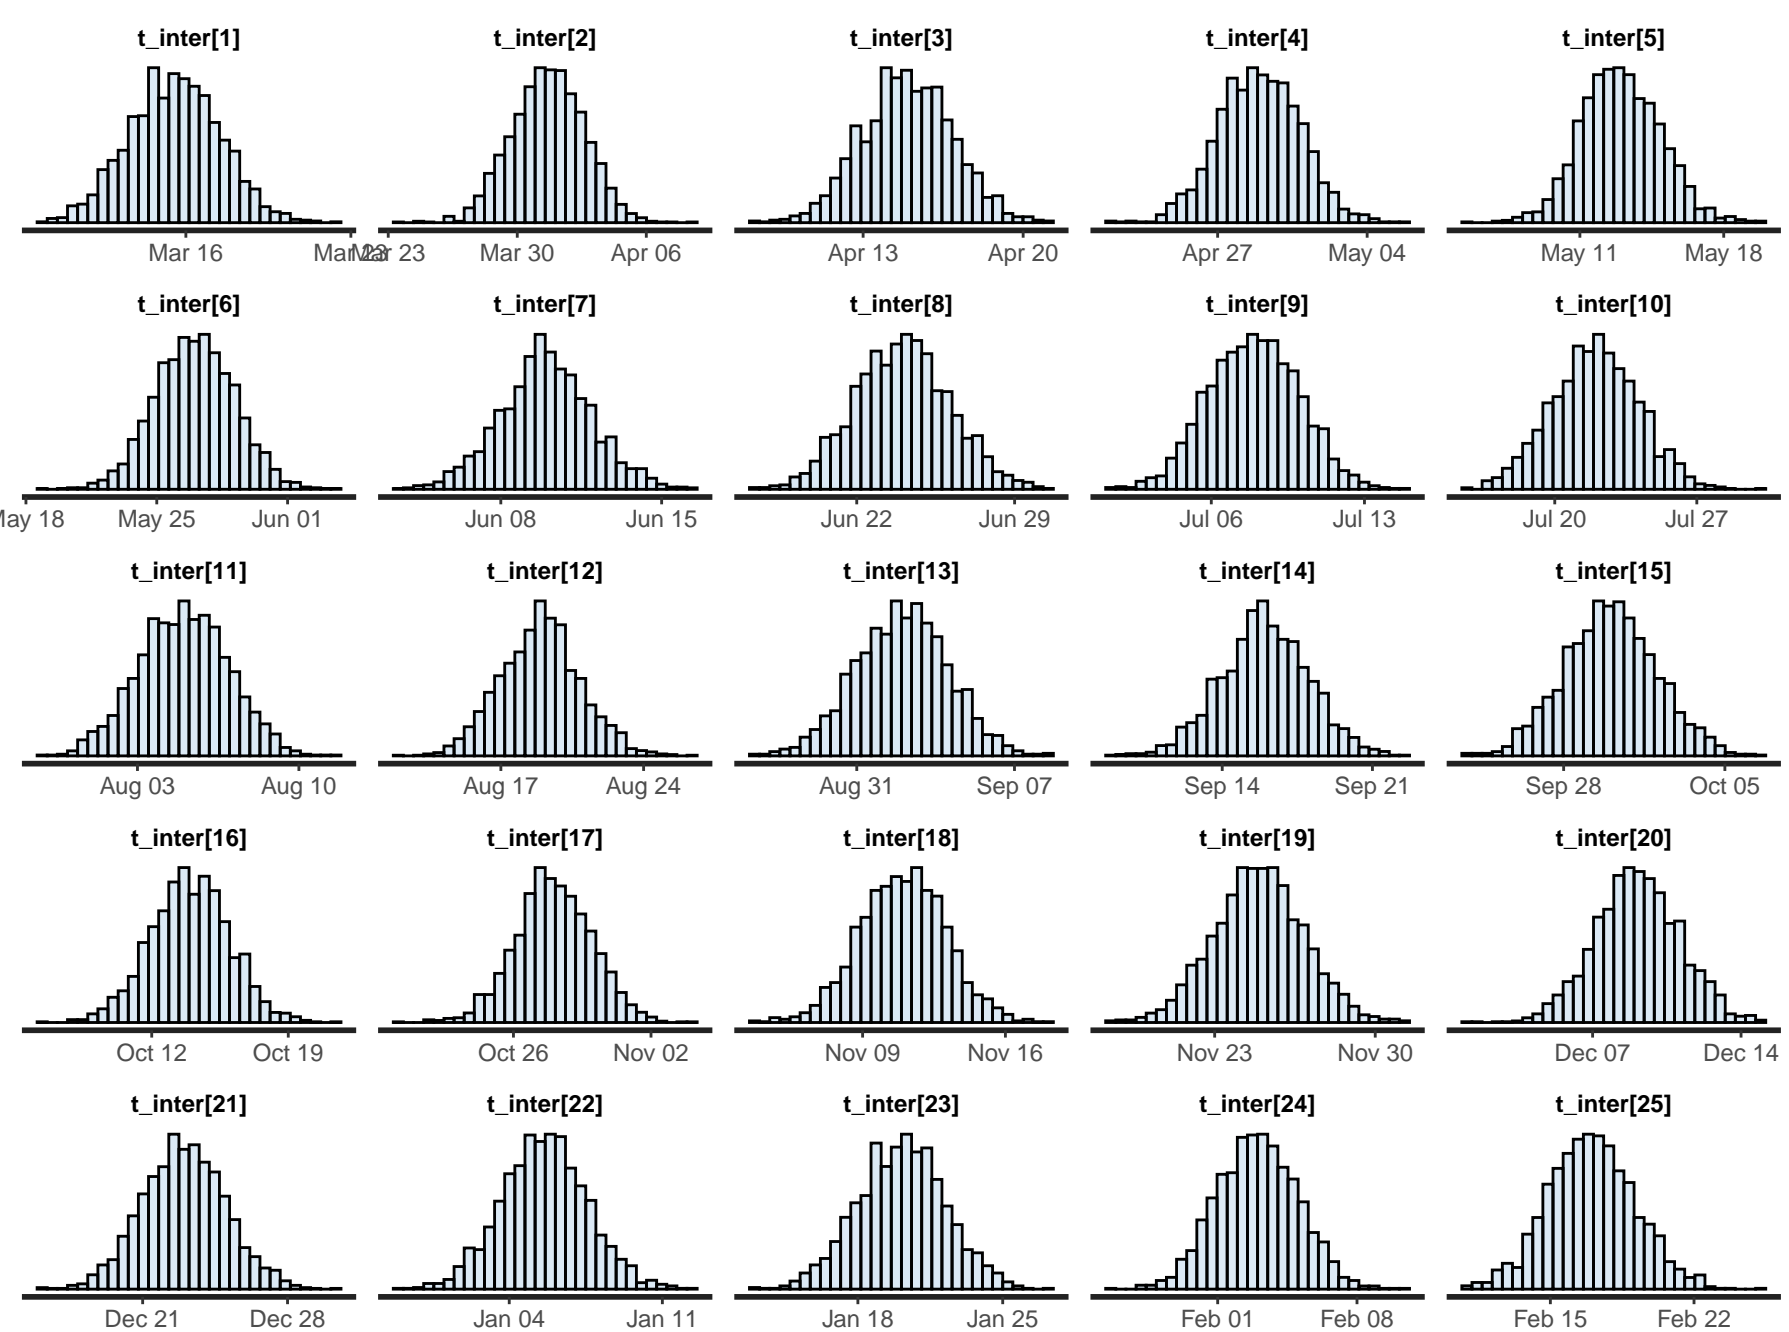 t_inter[1] t_inter[2] t_inter[3] t_inter[4] t_inter[5]
Mar 16 Mar 23 Mar 23 Mar 30 Apr 06 Apr 13 Apr 20 Apr 27 May 04 May 11 May 18
t_inter[6] t_inter[7] t_inter[8] t_inter[9] t_inter[10]
May 18 May 25 Jun 01 Jun 08 Jun 15 Jun 22 Jun 29 Jul 06 Jul 13 Jul 20 Jul 27
t_inter[11] t_inter[12] t_inter[13] t_inter[14] t_inter[15]
Aug 03 Aug 10 Aug 17 Aug 24 Aug 31 Sep 07 Sep 14 Sep 21 Sep 28 Oct 05
t_inter[16] t_inter[17] t_inter[18] t_inter[19] t_inter[20]
Oct 12 Oct 19 Oct 26 Nov 02 Nov 09 Nov 16 Nov 23 Nov 30 Dec 07 Dec 14
t_inter[21] t_inter[22] t_inter[23] t_inter[24] t_inter[25]
Dec 21 Dec 28 Jan 04 Jan 11 Jan 18 Jan 25 Feb 01 Feb 08 Feb 15 Feb 22